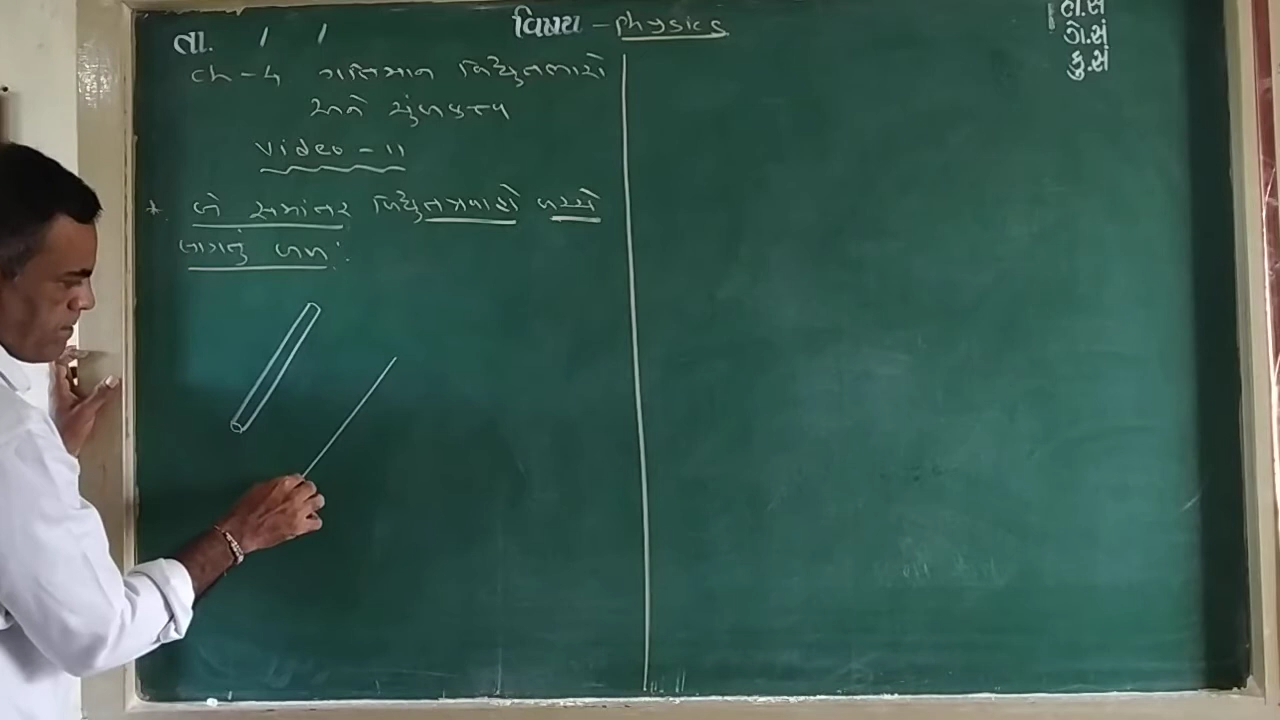 તા. / /
વિષય - physics
હા.સં
ગે.સં
કુ.સં
ch-4 ગતિમાન વિદ્યુતભારો
અને ચુંબકત્વ
Video - 11
*. બે સમાંતર વિદ્યુતપ્રવાહો વચ્ચે
લાગતું બળ: